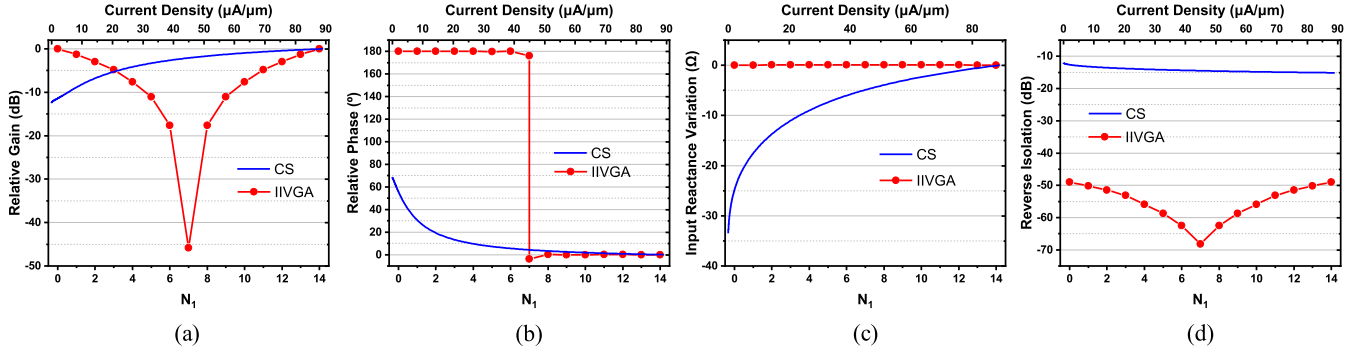 Current Density (μA/μm)
0 10 20 30 40 50 60 70 80 90
Relative Gain (dB)
0
-10
-20
-30
-40
-50
CS
IIVGA
0 2 4 6 8 10 12 14
N1
(a)
Current Density (μA/μm)
0 10 20 30 40 50 60 70 80 90
Relative Phase (º)
180
160
140
120
100
80
60
40
20
0
CS
IIVGA
0 2 4 6 8 10 12 14
N1
(b)
Current Density (μA/μm)
0 20 40 60 80
Input Reactance Variation (Ω)
10
0
-10
-20
-30
-40
CS
IIVGA
0 2 4 6 8 10 12 14
N1
(c)
Current Density (μA/μm)
0 10 20 30 40 50 60 70 80 90
Reverse Isolation (dB)
-10
-20
-30
-40
-50
-60
-70
CS
IIVGA
0 2 4 6 8 10 12 14
N1
(d)